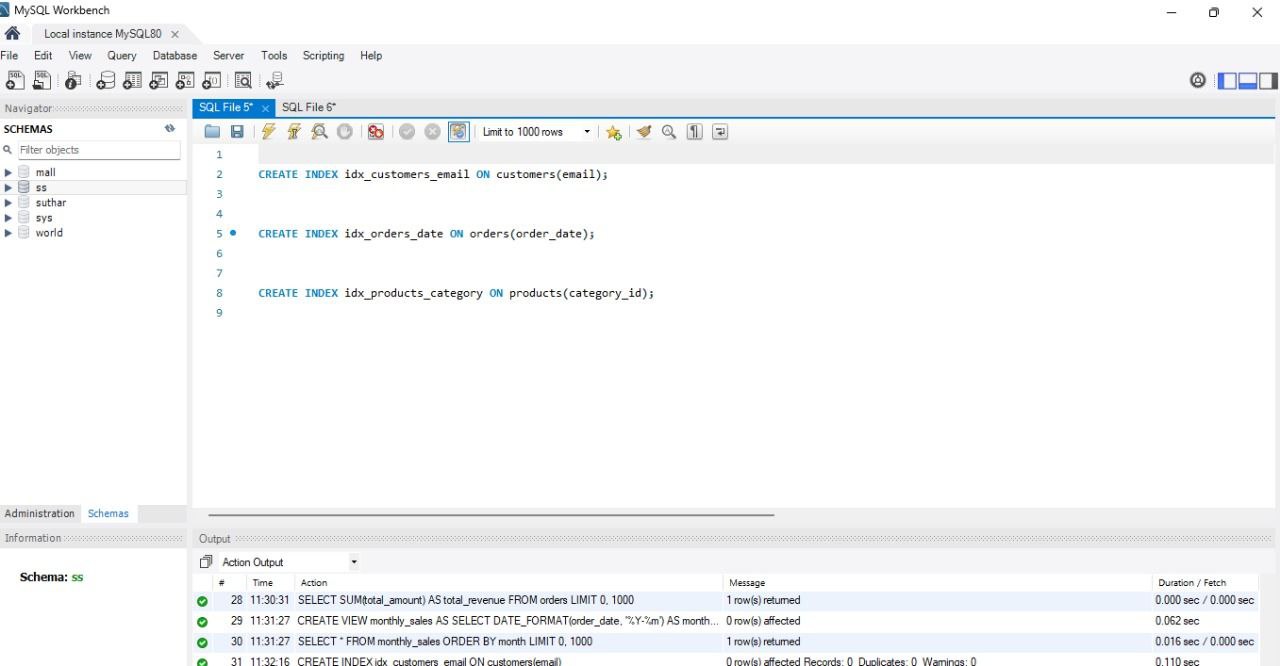 MySQL Workbench
Local instance MySQL80
File Edit View Query Database Server Tools Scripting Help
Navigator
SCHEMAS
Filter objects
mall
ss
suthar
sys
world
Administration Schemas
Information
Schema: ss
SQL File 5* SQL File 6*
Limit to 1000 rows
1
2 CREATE INDEX idx_customers_email ON customers(email);
3
4
5 CREATE INDEX idx_orders_date ON orders(order_date);
6
7
8 CREATE INDEX idx_products_category ON products(category_id);
9
Output
Action Output
# Time Action Message Duration / Fetch
28 11:30:31 SELECT SUM(total_amount) AS total_revenue FROM orders LIMIT 0, 1000 1 row(s) returned 0.000 sec / 0.000 sec
29 11:31:27 CREATE VIEW monthly_sales AS SELECT DATE_FORMAT(order_date, '%Y-%m') AS month... 0 row(s) affected 0.062 sec
30 11:31:27 SELECT * FROM monthly_sales ORDER BY month LIMIT 0, 1000 1 row(s) returned 0.016 sec / 0.000 sec
31 11:32:16 CREATE INDEX idx_customers_email ON customers(email) 0 row(s) affected Records: 0 Duplicates: 0 Warnings: 0 0.110 sec